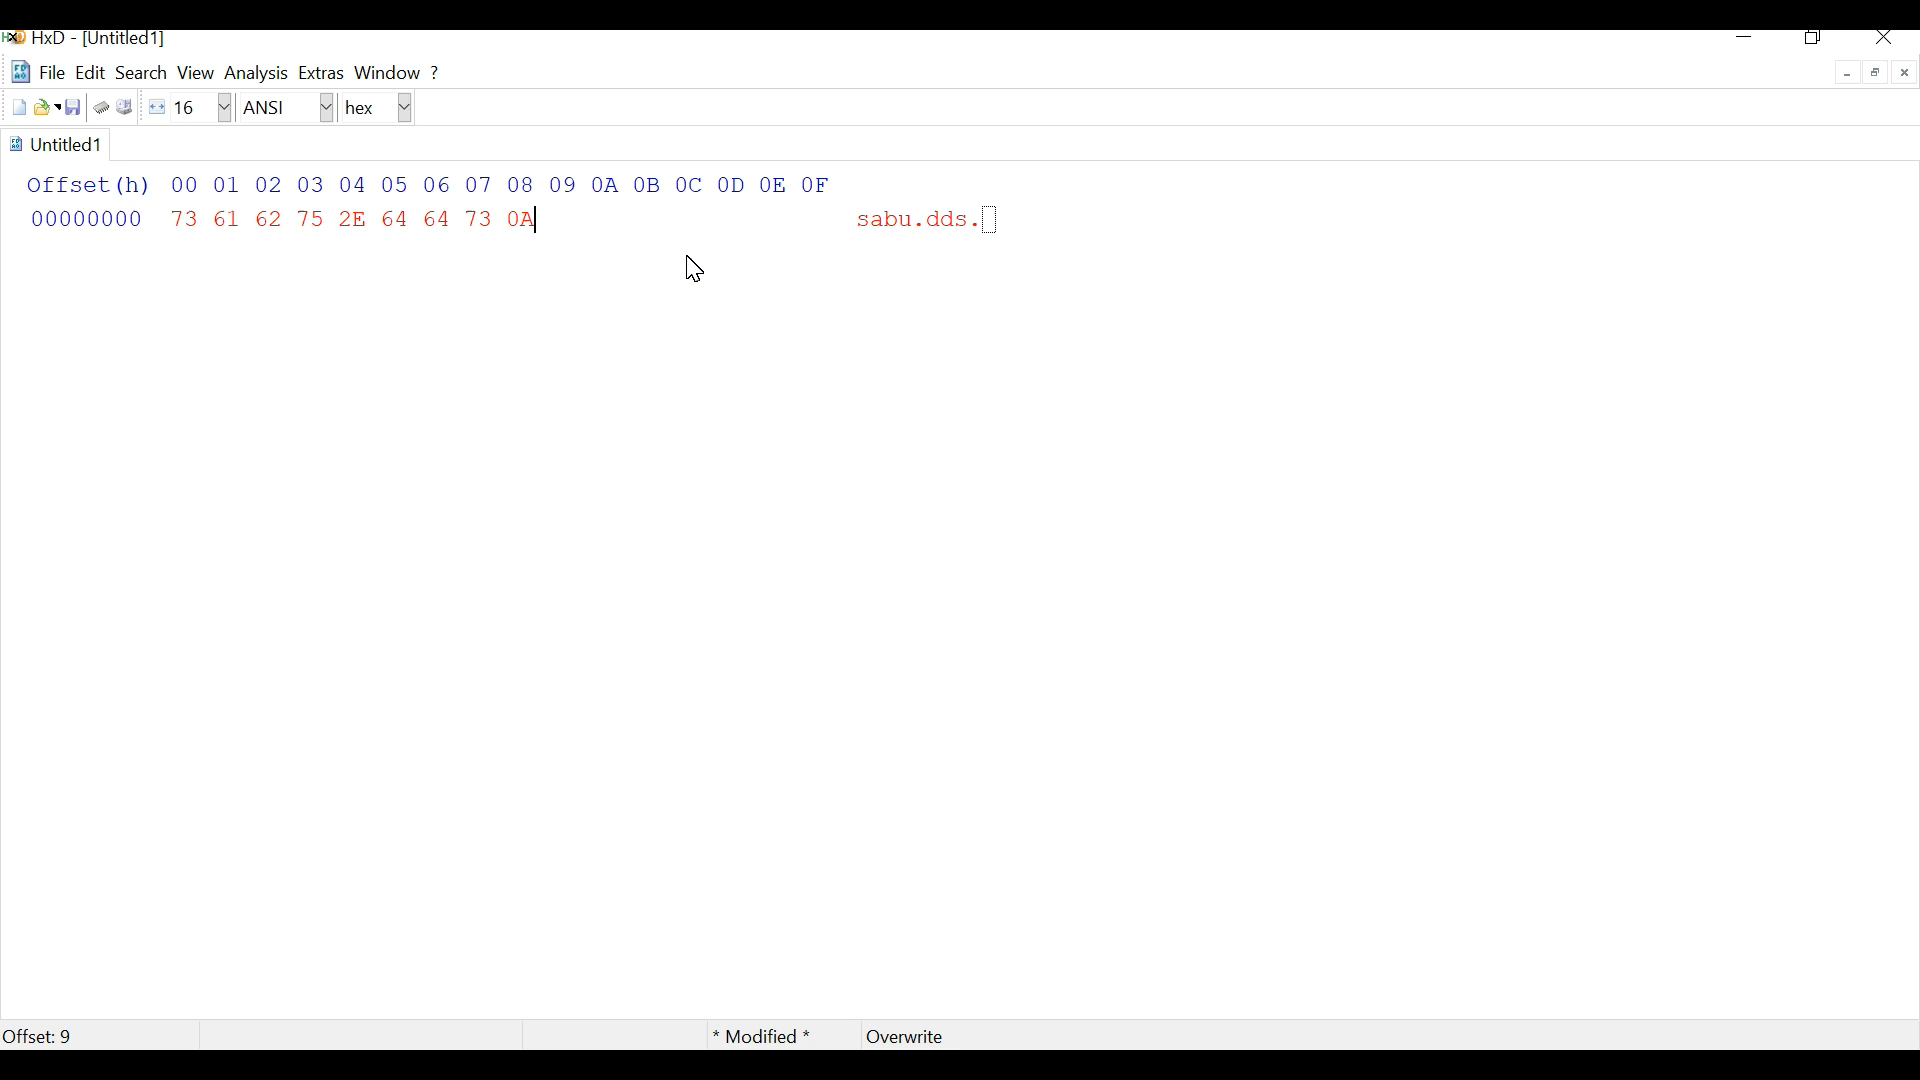 HxD - [Untitled1]
File Edit Search View Analysis Extras Window ?
16 ANSI hex
Untitled1
Offset(h) 00 01 02 03 04 05 06 07 08 09 0A 0B 0C 0D 0E 0F
00000000 73 61 62 75 2E 64 64 73 0A sabu.dds.
Offset: 9 * Modified * Overwrite